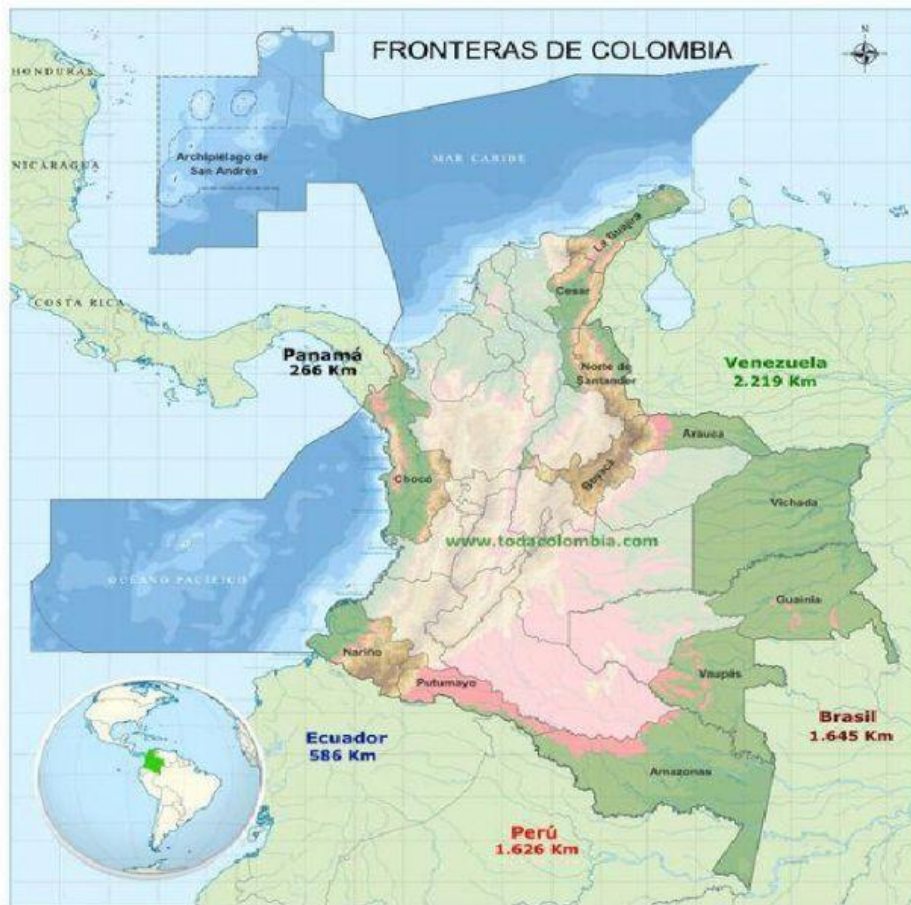 FRONTERAS DE COLOMBIA
N
HONDURAS
NICARAGUA
COSTA RICA
Archipiélago de
San Andrés
MAR CARIBE
La Guajira
Cesar
Norte de
Santander
Panamá
266 Km
Venezuela
2.219 Km
Arauca
Boyacá
Chocó
Vichada
www.todacolombia.com
OCÉANO PACÍFICO
Guainía
Nariño
Putumayo
Vaupés
Ecuador
586 Km
Brasil
1.645 Km
Amazonas
Perú
1.626 Km